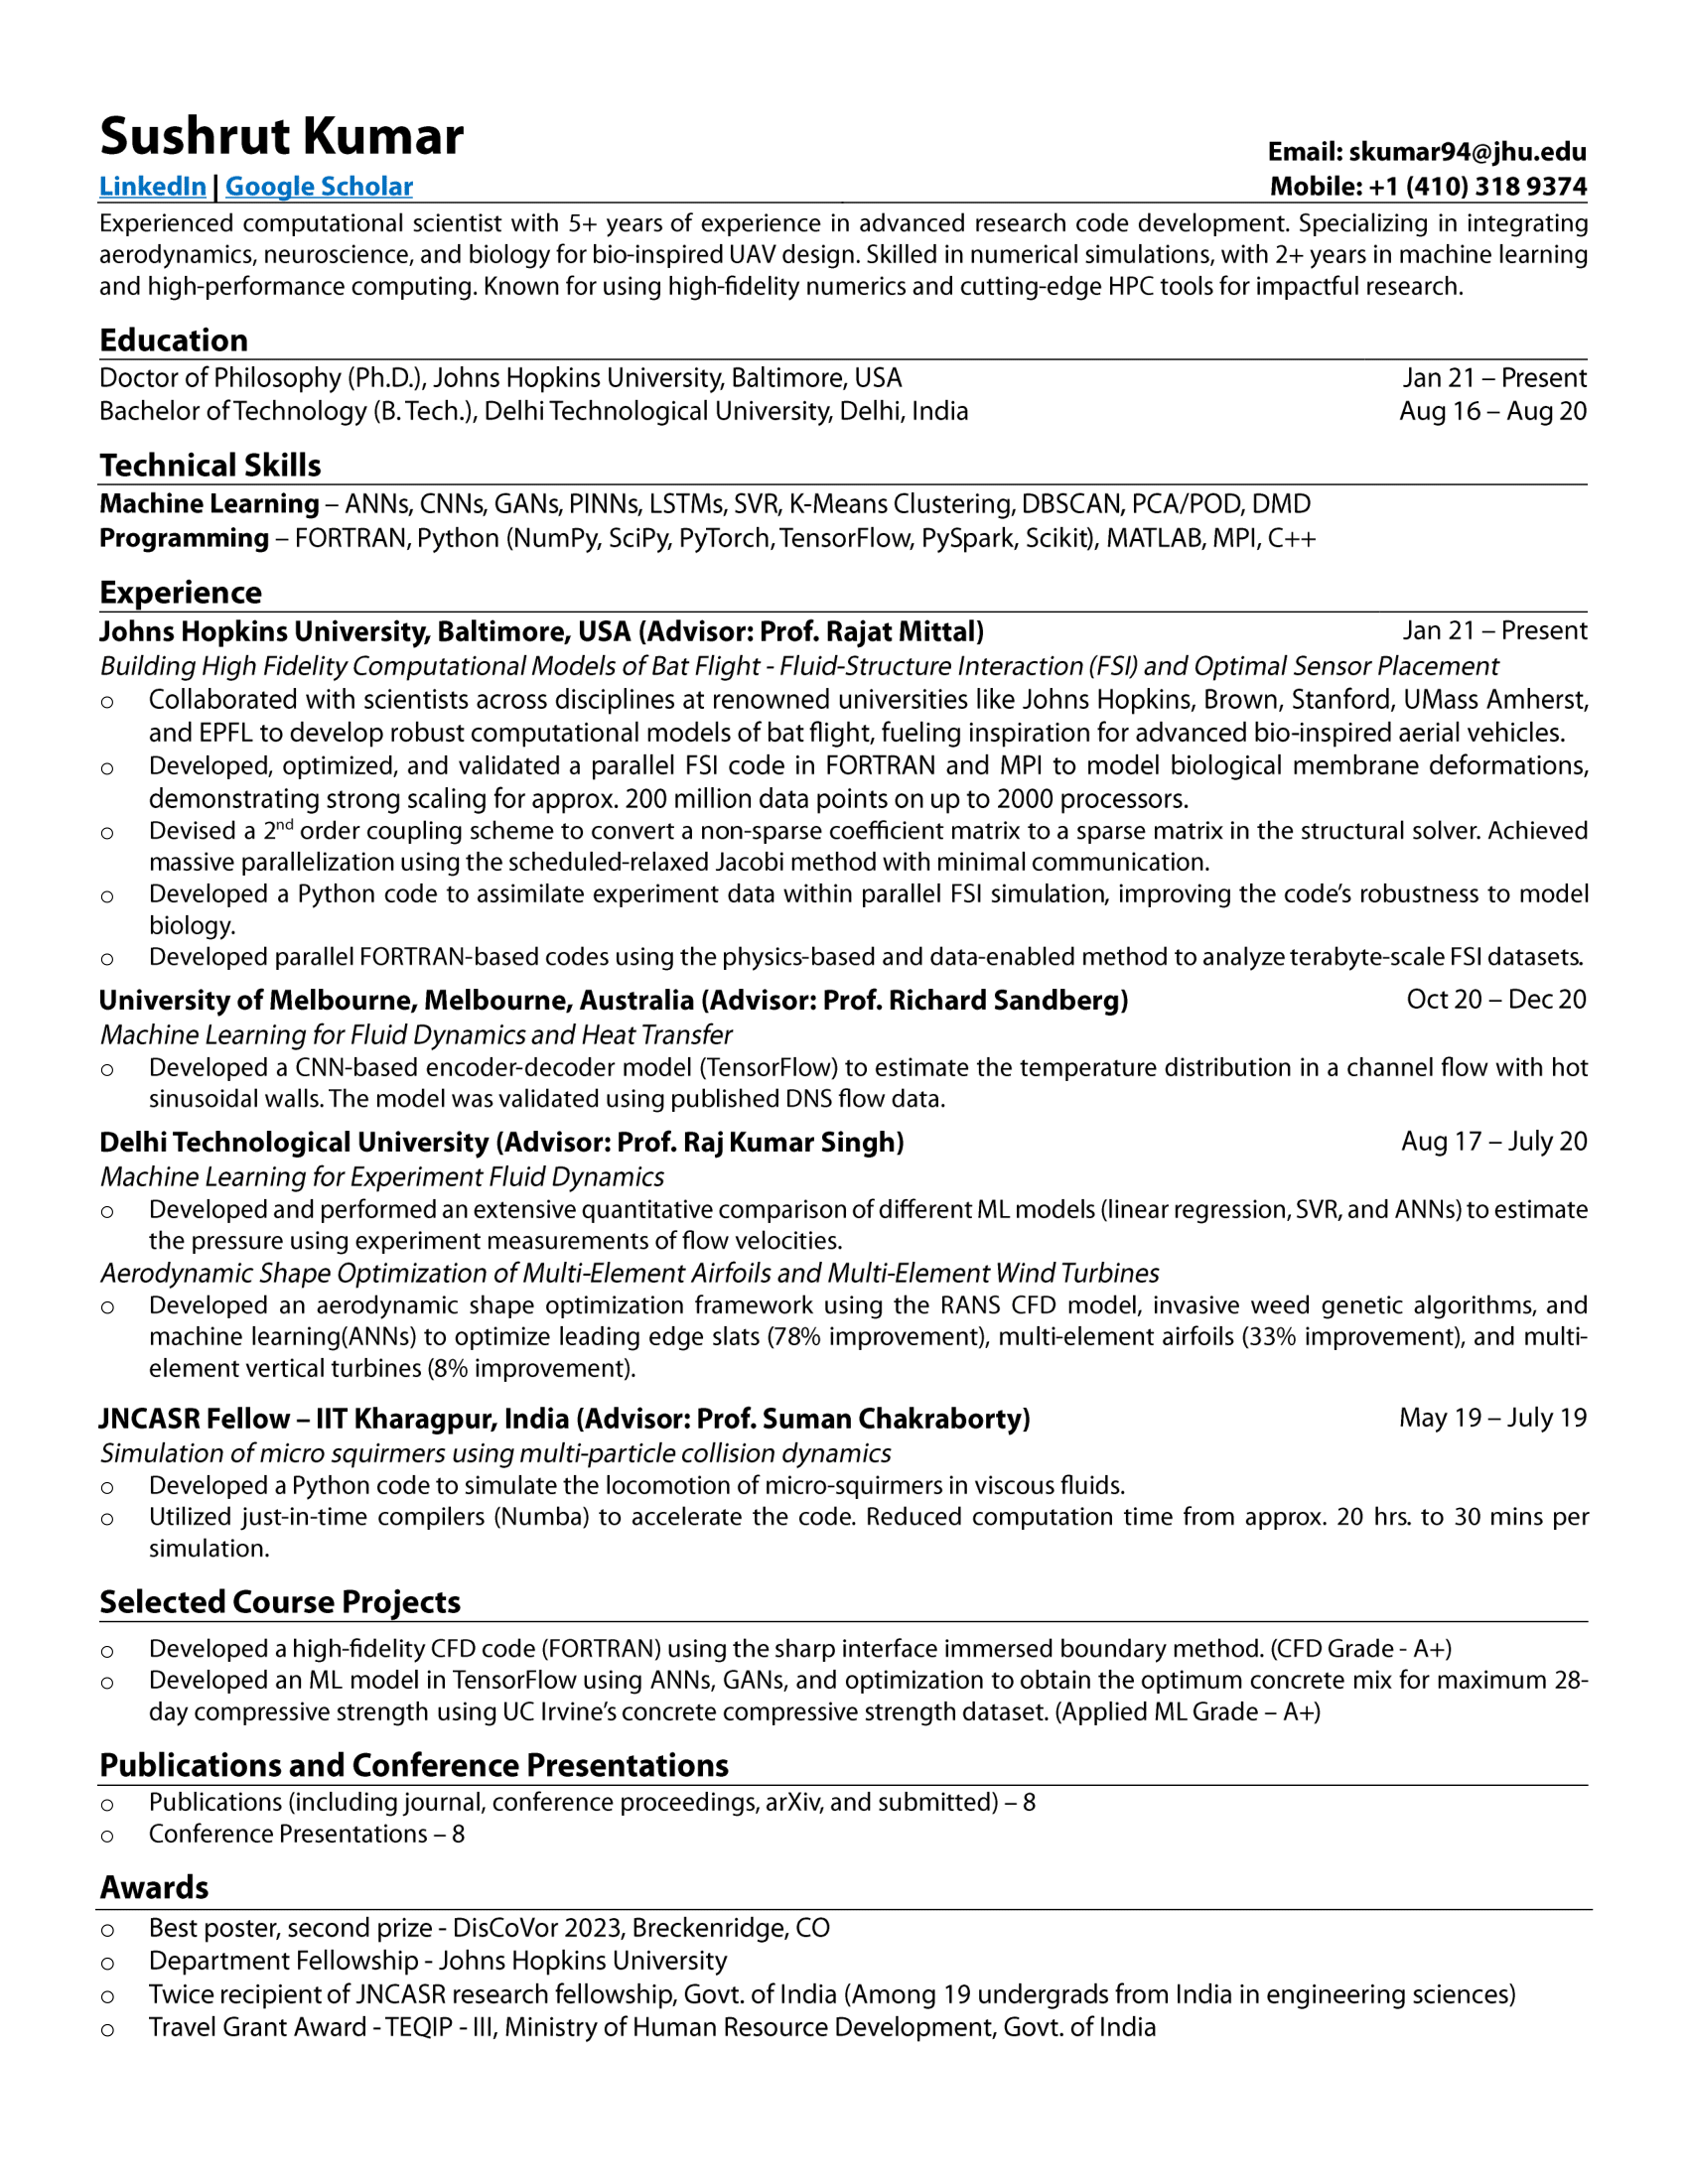 Sushrut Kumar
Email: skumar94@jhu.edu
LinkedIn | Google Scholar
Mobile: +1 (410) 318 9374
Experienced computational scientist with 5+ years of experience in advanced research code development. Specializing in integrating
aerodynamics, neuroscience, and biology for bio-inspired UAV design. Skilled in numerical simulations, with 2+ years in machine learning
and high-performance computing. Known for using high-fidelity numerics and cutting-edge HPC tools for impactful research.
Education
Doctor of Philosophy (Ph.D.), Johns Hopkins University, Baltimore, USA Jan 21 – Present
Bachelor of Technology (B. Tech.), Delhi Technological University, Delhi, India Aug 16 – Aug 20
Technical Skills
Machine Learning – ANNs, CNNs, GANs, PINNs, LSTMs, SVR, K-Means Clustering, DBSCAN, PCA/POD, DMD
Programming – FORTRAN, Python (NumPy, SciPy, PyTorch, TensorFlow, PySpark, Scikit), MATLAB, MPI, C++
Experience
Johns Hopkins University, Baltimore, USA (Advisor: Prof. Rajat Mittal) Jan 21 – Present
Building High Fidelity Computational Models of Bat Flight - Fluid-Structure Interaction (FSI) and Optimal Sensor Placement
○ Collaborated with scientists across disciplines at renowned universities like Johns Hopkins, Brown, Stanford, UMass Amherst,
and EPFL to develop robust computational models of bat flight, fueling inspiration for advanced bio-inspired aerial vehicles.
○ Developed, optimized, and validated a parallel FSI code in FORTRAN and MPI to model biological membrane deformations,
demonstrating strong scaling for approx. 200 million data points on up to 2000 processors.
○ Devised a 2nd order coupling scheme to convert a non-sparse coefficient matrix to a sparse matrix in the structural solver. Achieved
massive parallelization using the scheduled-relaxed Jacobi method with minimal communication.
○ Developed a Python code to assimilate experiment data within parallel FSI simulation, improving the code’s robustness to model
biology.
○ Developed parallel FORTRAN-based codes using the physics-based and data-enabled method to analyze terabyte-scale FSI datasets.
University of Melbourne, Melbourne, Australia (Advisor: Prof. Richard Sandberg) Oct 20 – Dec 20
Machine Learning for Fluid Dynamics and Heat Transfer
○ Developed a CNN-based encoder-decoder model (TensorFlow) to estimate the temperature distribution in a channel flow with hot
sinusoidal walls. The model was validated using published DNS flow data.
Delhi Technological University (Advisor: Prof. Raj Kumar Singh) Aug 17 – July 20
Machine Learning for Experiment Fluid Dynamics
○ Developed and performed an extensive quantitative comparison of different ML models (linear regression, SVR, and ANNs) to estimate
the pressure using experiment measurements of flow velocities.
Aerodynamic Shape Optimization of Multi-Element Airfoils and Multi-Element Wind Turbines
○ Developed an aerodynamic shape optimization framework using the RANS CFD model, invasive weed genetic algorithms, and
machine learning(ANNs) to optimize leading edge slats (78% improvement), multi-element airfoils (33% improvement), and multi-
element vertical turbines (8% improvement).
JNCASR Fellow – IIT Kharagpur, India (Advisor: Prof. Suman Chakraborty) May 19 – July 19
Simulation of micro squirmers using multi-particle collision dynamics
○ Developed a Python code to simulate the locomotion of micro-squirmers in viscous fluids.
○ Utilized just-in-time compilers (Numba) to accelerate the code. Reduced computation time from approx. 20 hrs. to 30 mins per
simulation.
Selected Course Projects
○ Developed a high-fidelity CFD code (FORTRAN) using the sharp interface immersed boundary method. (CFD Grade - A+)
○ Developed an ML model in TensorFlow using ANNs, GANs, and optimization to obtain the optimum concrete mix for maximum 28-
day compressive strength using UC Irvine’s concrete compressive strength dataset. (Applied ML Grade – A+)
Publications and Conference Presentations
○ Publications (including journal, conference proceedings, arXiv, and submitted) – 8
○ Conference Presentations – 8
Awards
○ Best poster, second prize - DisCoVor 2023, Breckenridge, CO
○ Department Fellowship - Johns Hopkins University
○ Twice recipient of JNCASR research fellowship, Govt. of India (Among 19 undergrads from India in engineering sciences)
○ Travel Grant Award - TEQIP - III, Ministry of Human Resource Development, Govt. of India